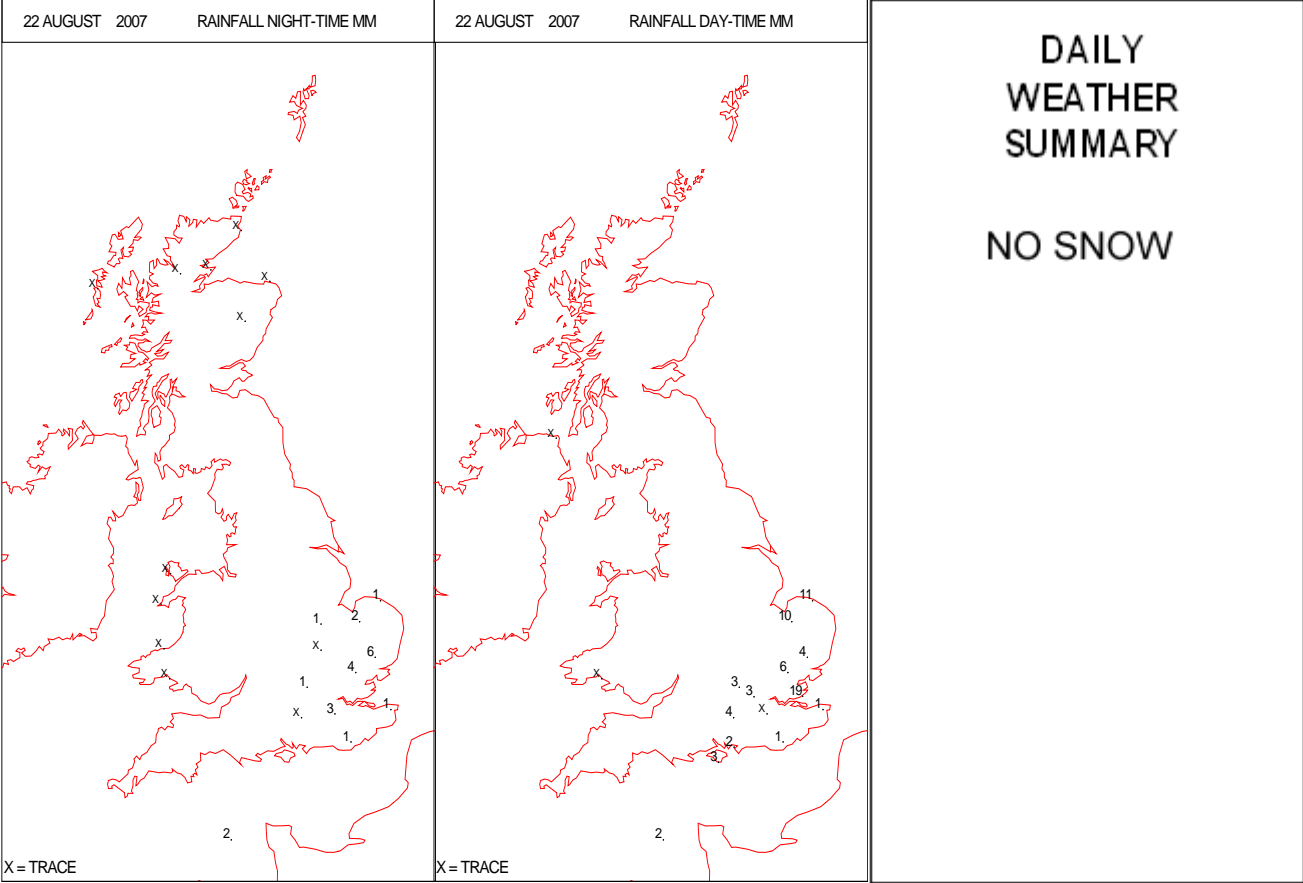 22 AUGUST 2007 RAINFALL NIGHT-TIME MM
X.
X. X.
X. X.
X.
X.
X. 1.
1. 2.
X. X. 6.
X. 4.
1.
X. 3. 1.
1.
2.
X = TRACE
22 AUGUST 2007 RAINFALL DAY-TIME MM
X.
11.
10.
4.
X. 6.
3. 3. 19.
4. X. 1.
2. 1.
3.
2.
X = TRACE
DAILY
WEATHER
SUMMARY
NO SNOW